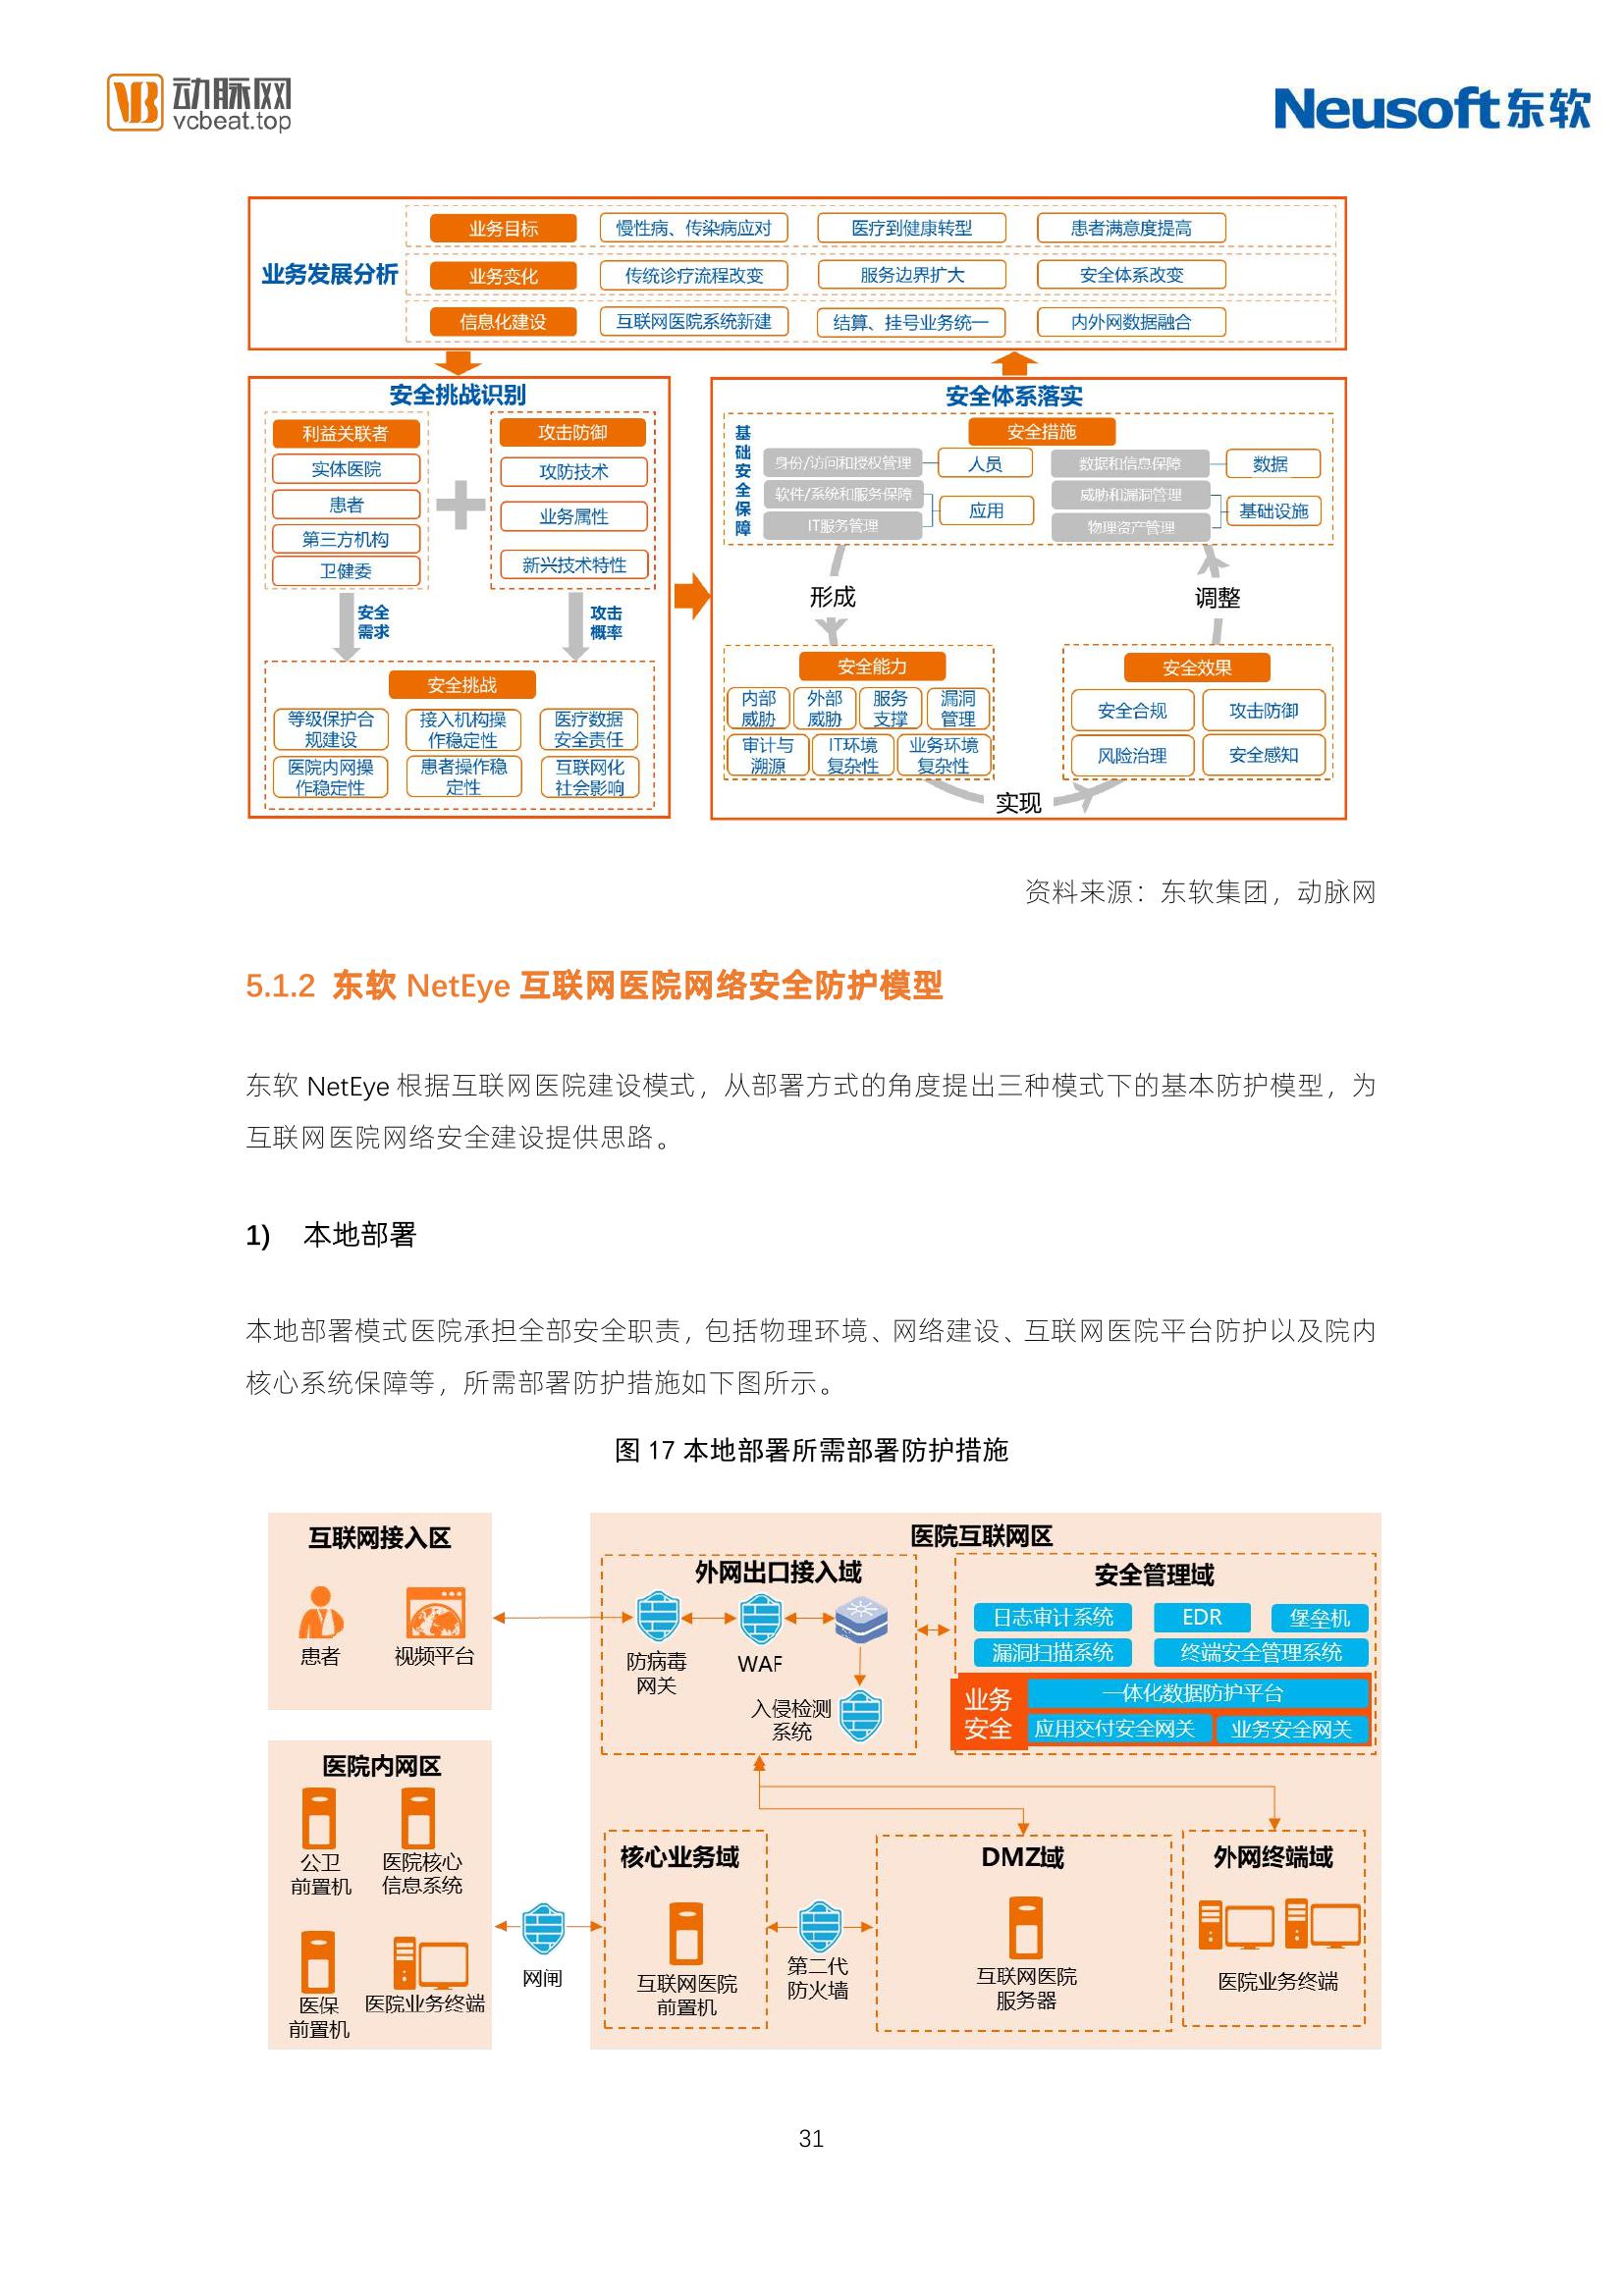 动脉网
vcbeat.top
Neusoft东软
业务发展分析
业务目标
慢性病、传染病应对
医疗到健康转型
患者满意度提高
业务变化
传统诊疗流程改变
服务边界扩大
安全体系改变
信息化建设
互联网医院系统新建
结算、挂号业务统一
内外网数据融合
安全挑战识别
利益关联者
实体医院
患者
第三方机构
卫健委
攻击防御
攻防技术
业务属性
新兴技术特性
安全
需求
攻击
概率
安全挑战
等级保护合
规建设
接入机构操
作稳定性
医疗数据
安全责任
医院内网操
作稳定性
患者操作稳
定性
互联网化
社会影响
安全体系落实
基础安全保障
安全措施
身份/访问和授权管理
人员
软件/系统和服务保障
应用
IT服务管理
数据和信息保障
数据
威胁和漏洞管理
基础设施
物理资产管理
形成
调整
安全能力
内部
威胁
外部
威胁
服务
支撑
漏洞
管理
审计与
溯源
IT环境
复杂性
业务环境
复杂性
安全效果
安全合规
攻击防御
风险治理
安全感知
实现
资料来源：东软集团，动脉网
5.1.2 东软 NetEye 互联网医院网络安全防护模型
东软 NetEye 根据互联网医院建设模式，从部署方式的角度提出三种模式下的基本防护模型，为
互联网医院网络安全建设提供思路。
1) 本地部署
本地部署模式医院承担全部安全职责，包括物理环境、网络建设、互联网医院平台防护以及院内
核心系统保障等，所需部署防护措施如下图所示。
图 17 本地部署所需部署防护措施
互联网接入区
患者
视频平台
医院内网区
公卫
前置机
医院核心
信息系统
医保
前置机
医院业务终端
网闸
医院互联网区
外网出口接入域
防病毒
网关
WAF
入侵检测
系统
安全管理域
日志审计系统
EDR
堡垒机
漏洞扫描系统
终端安全管理系统
业务
安全
一体化数据防护平台
应用交付安全网关
业务安全网关
核心业务域
互联网医院
前置机
第二代
防火墙
DMZ域
互联网医院
服务器
外网终端域
医院业务终端
31